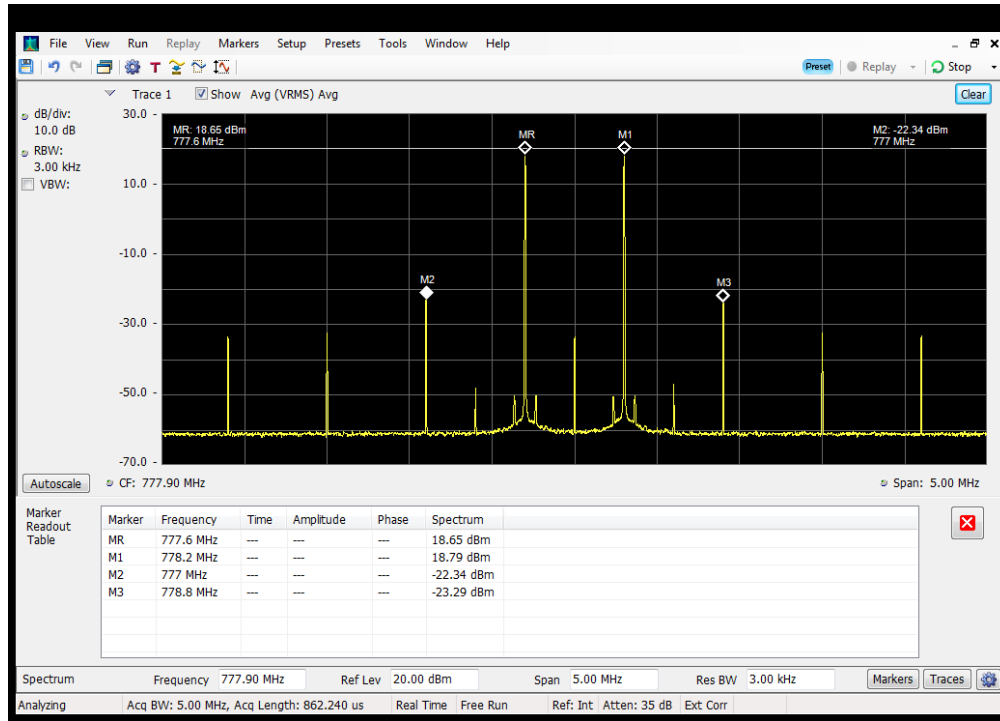 File View Run Replay Markers Setup Presets Tools Window Help
T Preset Replay Stop
Trace 1 Show Avg (VRMS) Avg Clear
dB/div:
10.0 dB
RBW:
3.00 kHz
VBW:
30.0
10.0
-10.0
-30.0
-50.0
-70.0
MR: 18.65 dBm
777.6 MHz
MR
M1
M2: -22.34 dBm
777 MHz
M2
M3
Autoscale CF: 777.90 MHz Span: 5.00 MHz
Marker
Readout
Table
Marker Frequency Time Amplitude Phase Spectrum
MR 777.6 MHz --- --- --- 18.65 dBm
M1 778.2 MHz --- --- --- 18.79 dBm
M2 777 MHz --- --- --- -22.34 dBm
M3 778.8 MHz --- --- --- -23.29 dBm
Spectrum Frequency 777.90 MHz Ref Lev 20.00 dBm Span 5.00 MHz Res BW 3.00 kHz Markers Traces
Analyzing Acq BW: 5.00 MHz, Acq Length: 862.240 us Real Time Free Run Ref: Int Atten: 35 dB Ext Corr